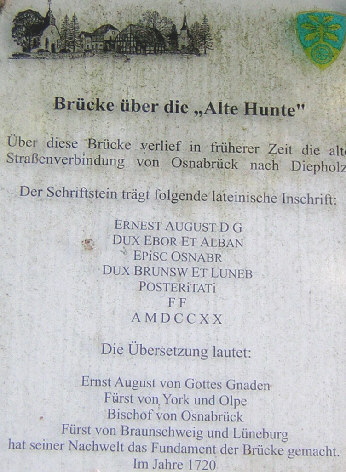 Brücke über die „Alte Hunte"
Über diese Brücke verlief in früherer Zeit die alte
Straßenverbindung von Osnabrück nach Diepholz
Der Schriftstein trägt folgende lateinische Inschrift:
ERNEST AUGUST D G
DUX EBOR ET ALBAN
EPiSC OSNABR
DUX BRUNSW ET LUNEB
POSTERiTATi
F F
A M D C C X X
Die Übersetzung lautet:
Ernst August von Gottes Gnaden
Fürst von York und Olpe
Bischof von Osnabrück
Fürst von Braunschweig und Lüneburg
hat seiner Nachwelt das Fundament der Brücke gemacht.
Im Jahre 1720